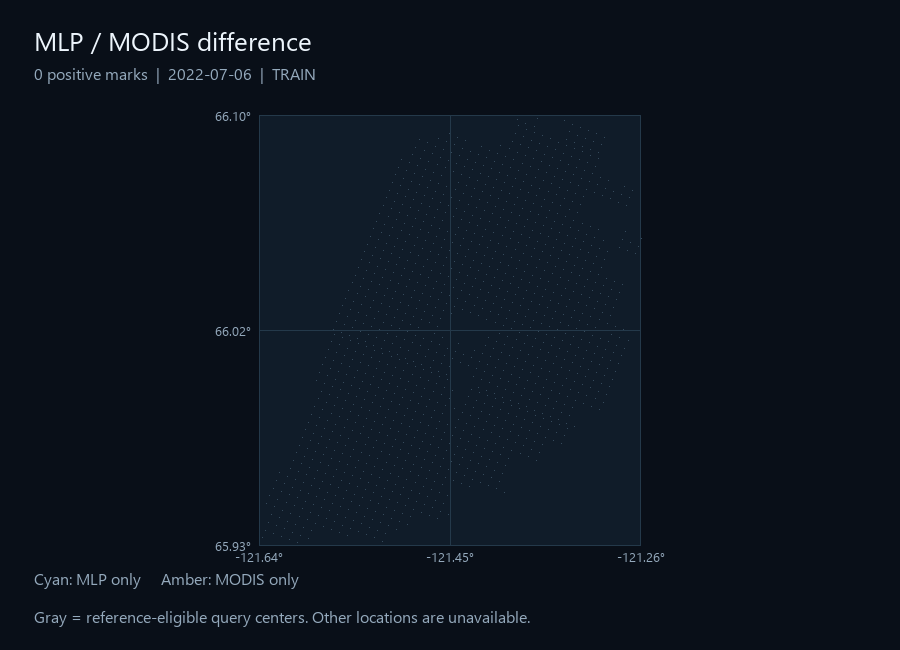 MLP / MODIS difference
0 positive marks | 2022-07-06 | TRAIN
66.10°
66.02°
65.93°
-121.64° -121.45° -121.26°
Cyan: MLP only Amber: MODIS only
Gray = reference-eligible query centers. Other locations are unavailable.